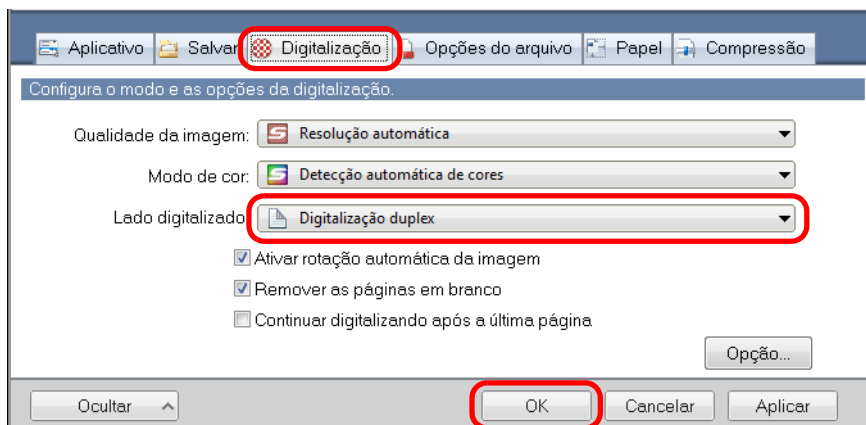 Aplicativo Salvar Digitalização Opções do arquivo Papel Compressão
Configura o modo e as opções da digitalização.
Qualidade da imagem: Resolução automática
Modo de cor: Detecção automática de cores
Lado digitalizado Digitalização duplex
Ativar rotação automática da imagem
Remover as páginas em branco
Continuar digitalizando após a última página
Opção...
Ocultar OK Cancelar Aplicar